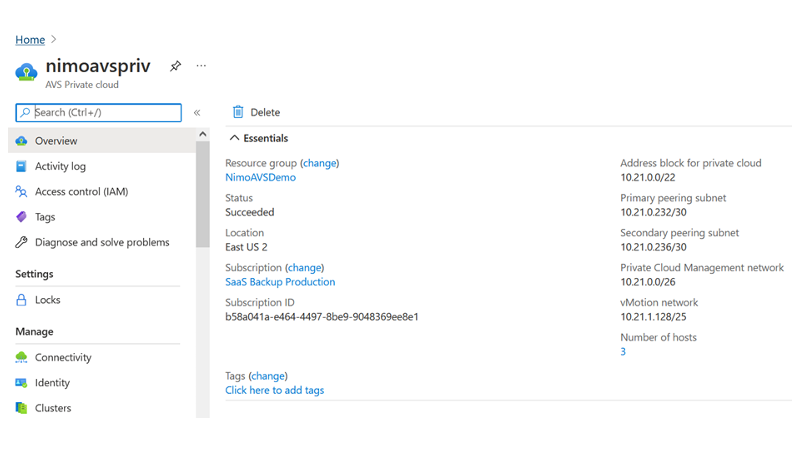 Home >
nimoavspriv
AVS Private cloud
Search (Ctrl+/)
Overview
Activity log
Access control (IAM)
Tags
Diagnose and solve problems
Settings
Locks
Manage
Connectivity
Identity
Clusters
Delete
Essentials
Resource group (change)
NimoAVSDemo
Status
Succeeded
Location
East US 2
Subscription (change)
SaaS Backup Production
Subscription ID
b58a041a-e464-4497-8be9-9048369ee8e1
Tags (change)
Click here to add tags
Address block for private cloud
10.21.0.0/22
Primary peering subnet
10.21.0.232/30
Secondary peering subnet
10.21.0.236/30
Private Cloud Management network
10.21.0.0/26
vMotion network
10.21.1.128/25
Number of hosts
3